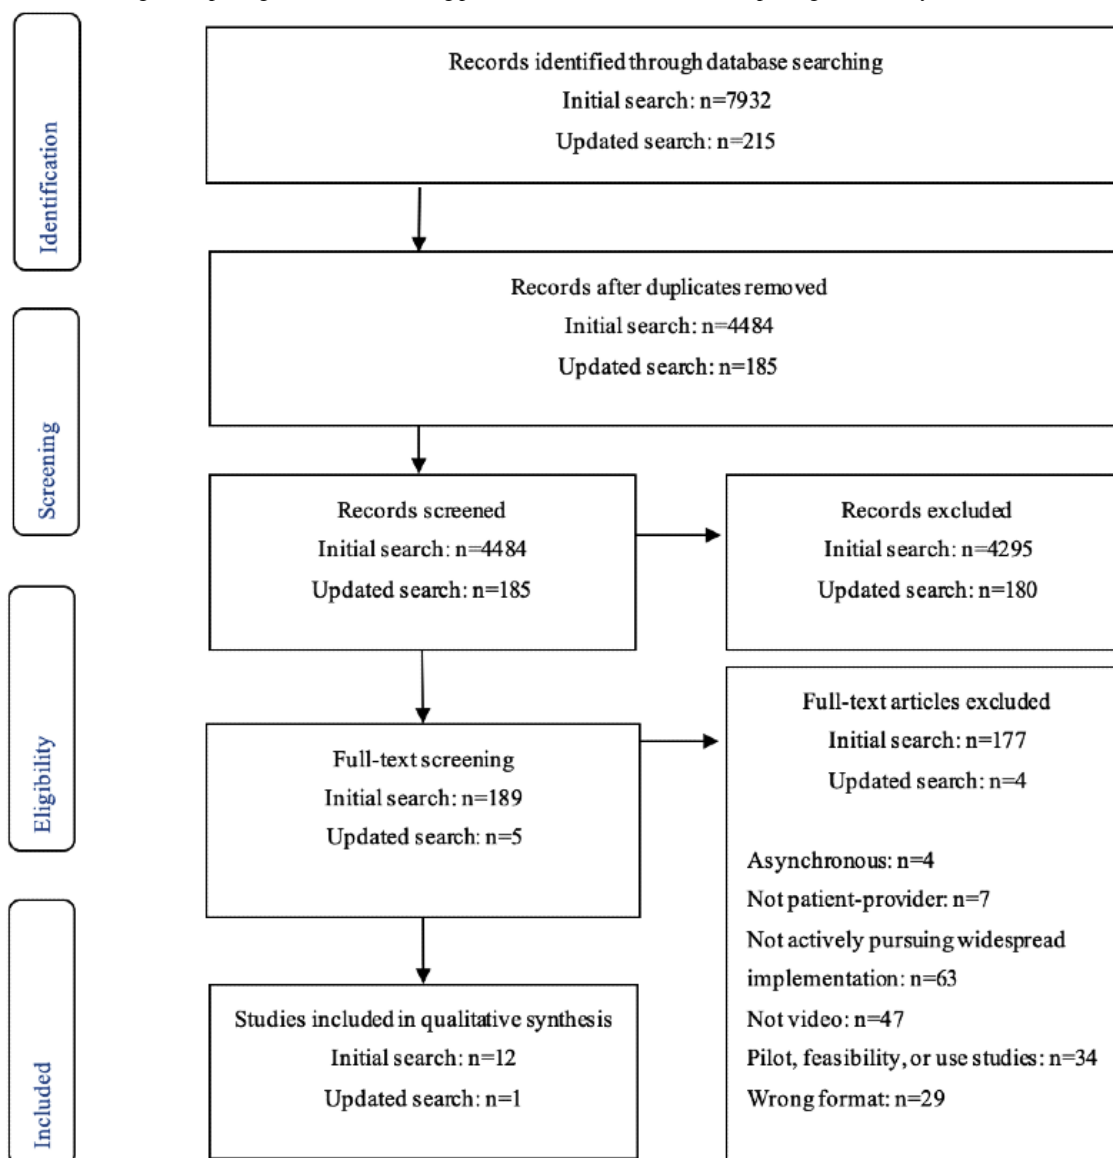 Identification
Records identified through database searching
Initial search: n=7932
Updated search: n=215
Records after duplicates removed
Initial search: n=4484
Updated search: n=185
Screening
Records screened
Initial search: n=4484
Updated search: n=185
Records excluded
Initial search: n=4295
Updated search: n=180
Eligibility
Full-text screening
Initial search: n=189
Updated search: n=5
Full-text articles excluded
Initial search: n=177
Updated search: n=4
Asynchronous: n=4
Not patient-provider: n=7
Not actively pursuing widespread
implementation: n=63
Not video: n=47
Pilot, feasibility, or use studies: n=34
Wrong format: n=29
Included
Studies included in qualitative synthesis
Initial search: n=12
Updated search: n=1